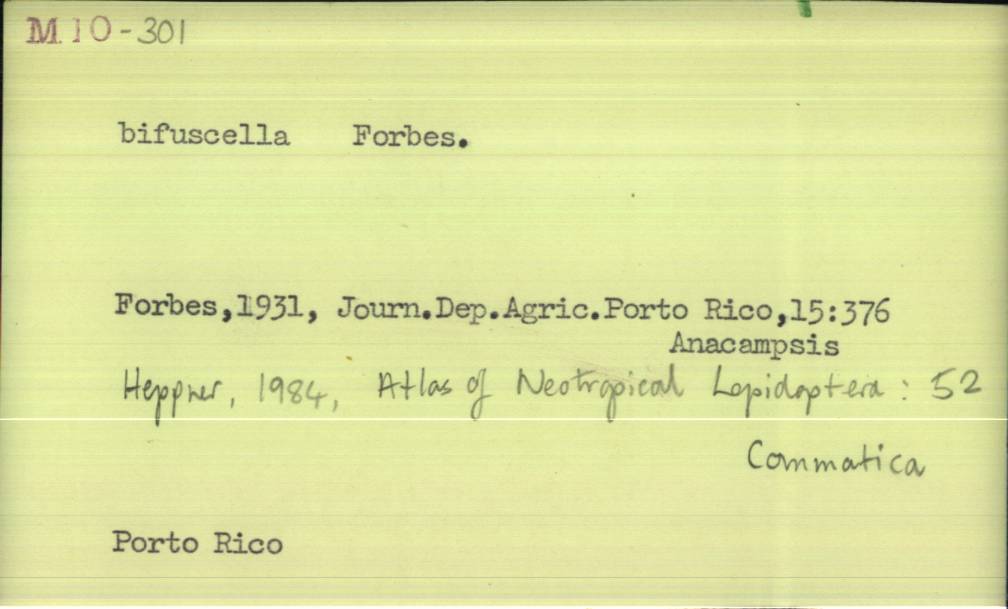 M 10-301
bifuscella Forbes.
Forbes,1931, Journ.Dep.Agric.Porto Rico,15:376
Anacampsis
Heppner, 1984, Atlas of Neotropical Lepidoptera : 52
Commatica
Porto Rico